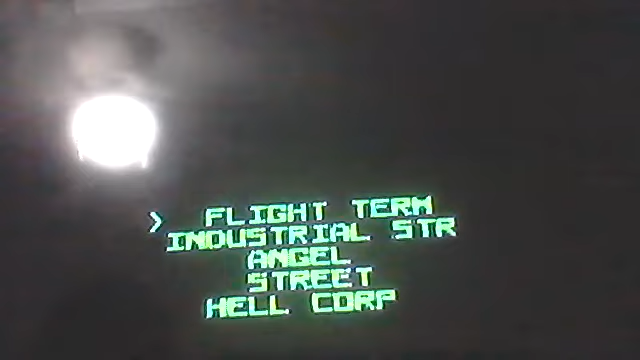 > FLIGHT TERM
INDUSTRIAL STR
ANGEL
STREET
HELL CORP